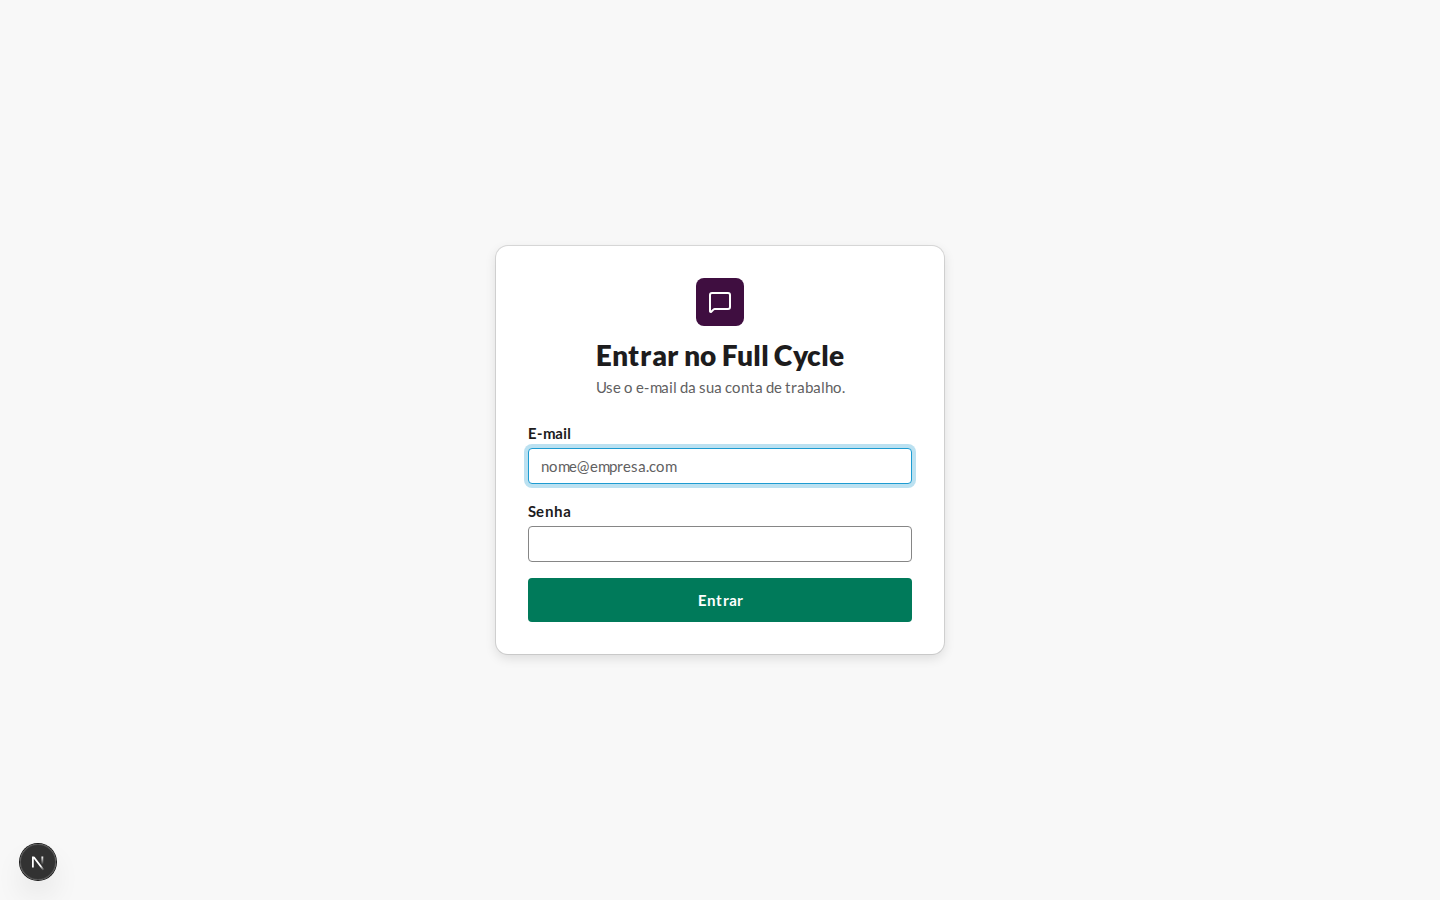 Entrar no Full Cycle
Use o e-mail da sua conta de trabalho.
E-mail
nome@empresa.com
Senha
Entrar
N